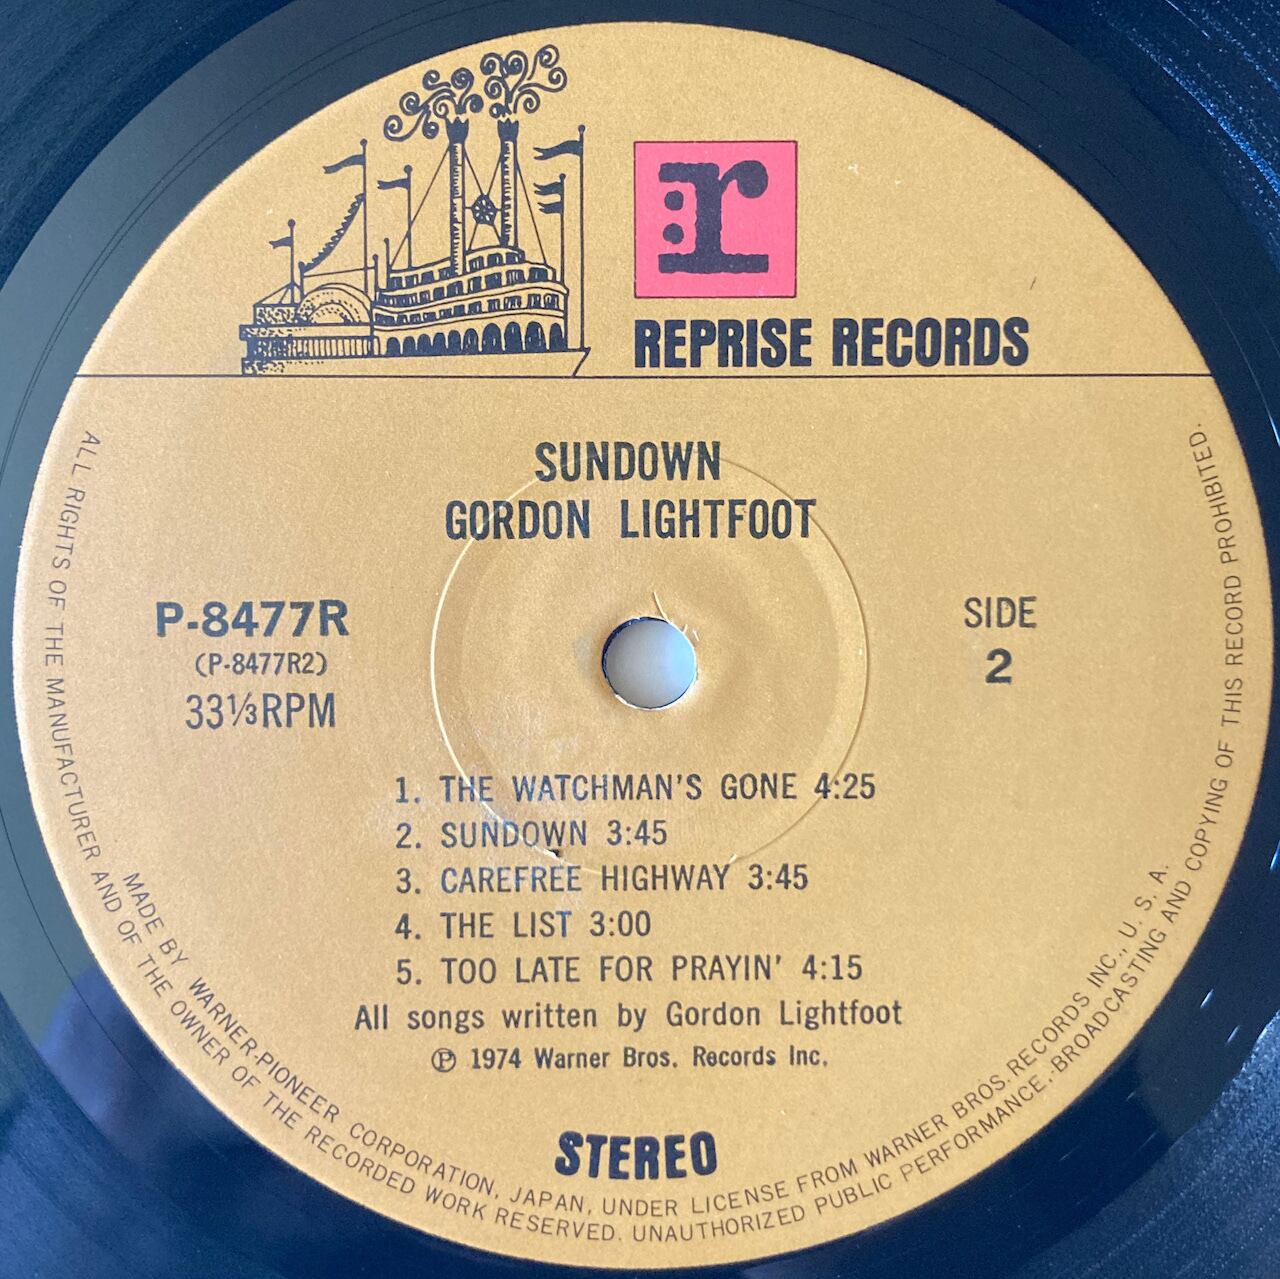 :r
REPRISE RECORDS
SUNDOWN
GORDON LIGHTFOOT
P-8477R
(P-8477R2)
33⅓RPM
SIDE
2
1. THE WATCHMAN'S GONE 4:25
2. SUNDOWN 3:45
3. CAREFREE HIGHWAY 3:45
4. THE LIST 3:00
5. TOO LATE FOR PRAYIN' 4:15
All songs written by Gordon Lightfoot
℗ 1974 Warner Bros. Records Inc.
STEREO
MADE BY WARNER-PIONEER CORPORATION, JAPAN, UNDER LICENSE FROM WARNER BROS. RECORDS INC., U. S. A.
ALL RIGHTS OF THE MANUFACTURER AND OF THE OWNER OF THE RECORDED WORK RESERVED. UNAUTHORIZED PUBLIC PERFORMANCE, BROADCASTING AND COPYING OF THIS RECORD PROHIBITED.